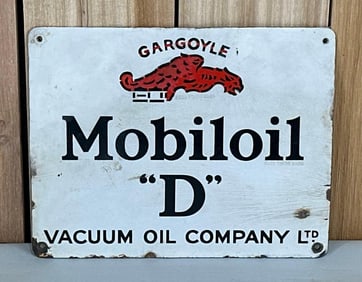 GARGOYLE
Mobiloil
"D"
VACUUM OIL COMPANY LTD